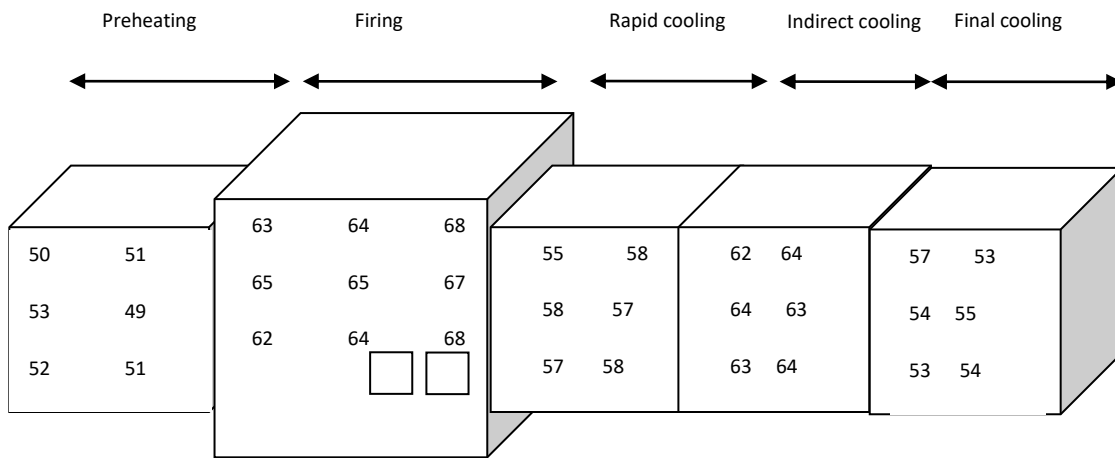 Preheating Firing Rapid cooling Indirect cooling Final cooling
63 64 68
50 51 55 58 62 64 57 53
65 65 67
53 49 58 57 64 63 54 55
62 64 68
52 51 57 58 63 64 53 54